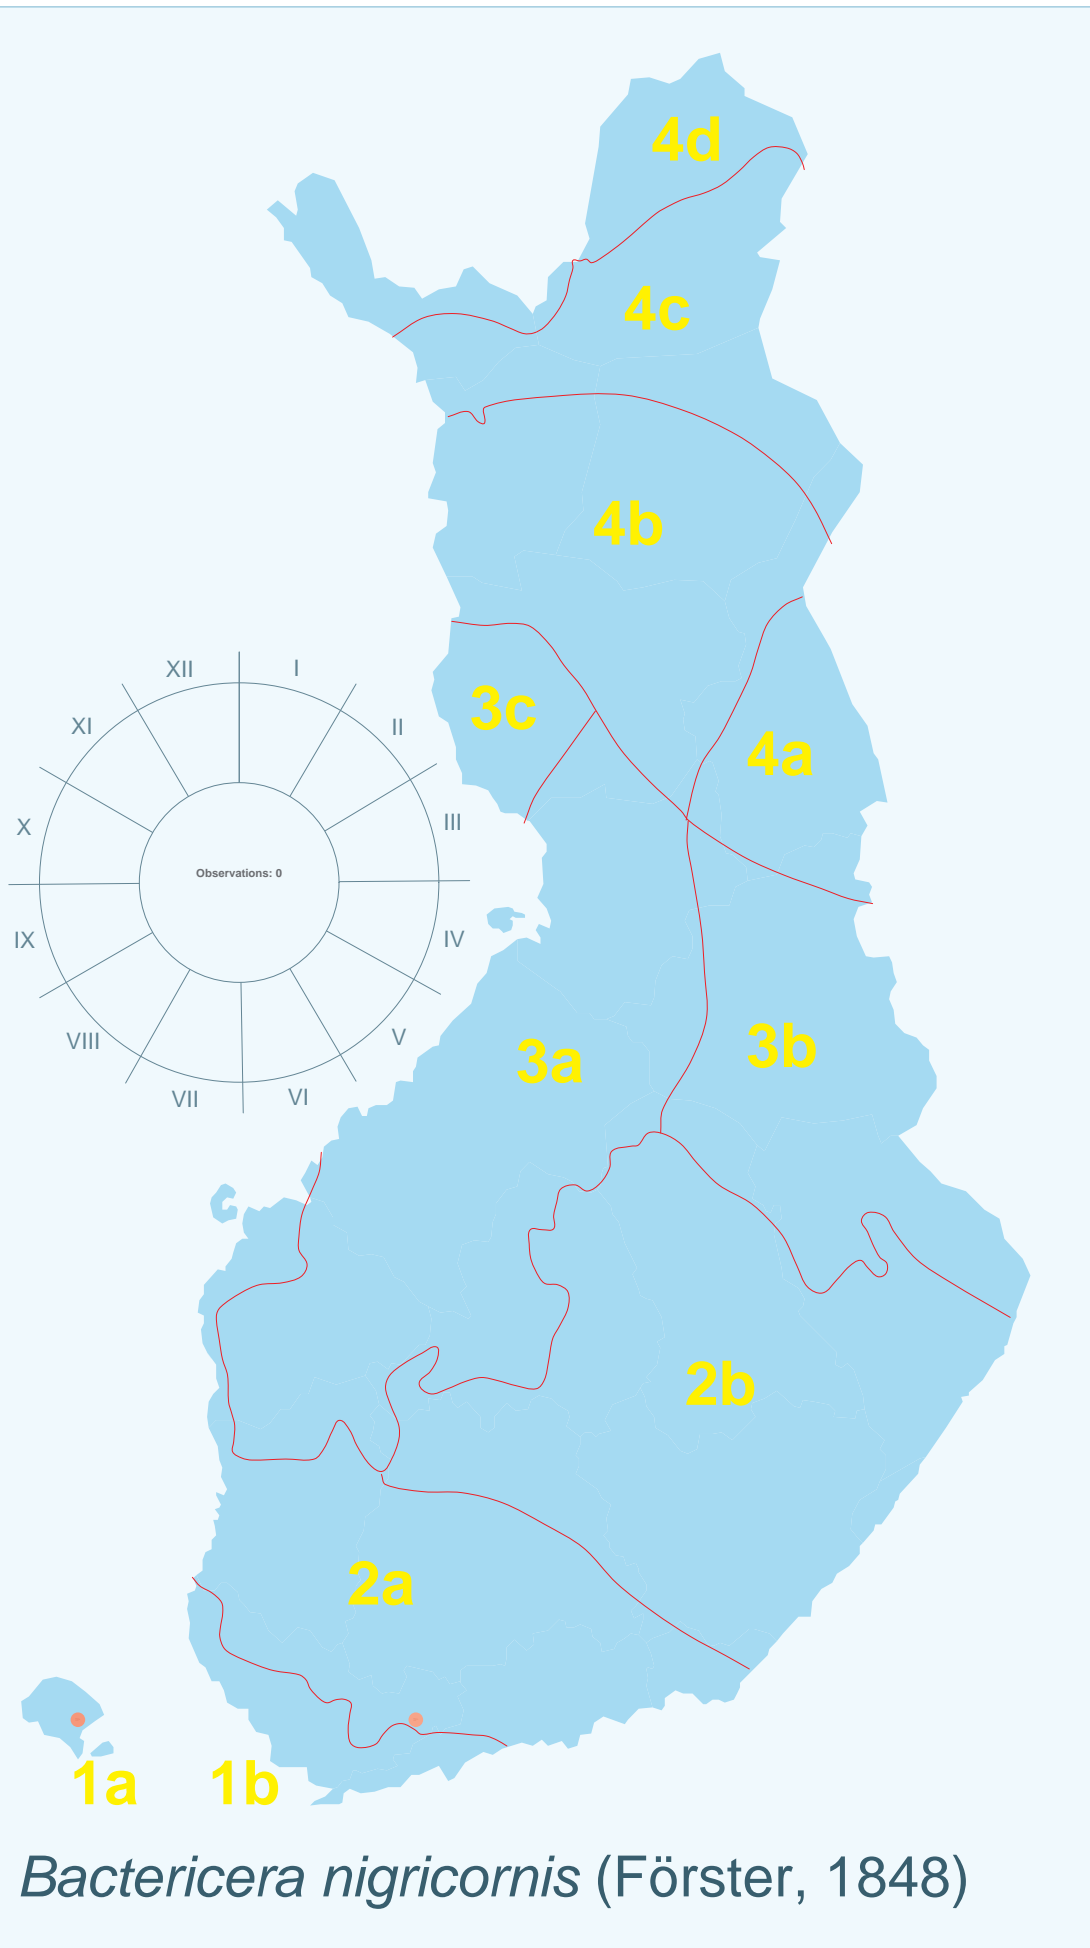 4d
4c
4b
XII
I
XI
II
3c
4a
X
III
Observations: 0
IX
IV
VIII
V
VII
VI
3a
3b
2b
2a
1a
1b
Bactericera nigricornis (Förster, 1848)